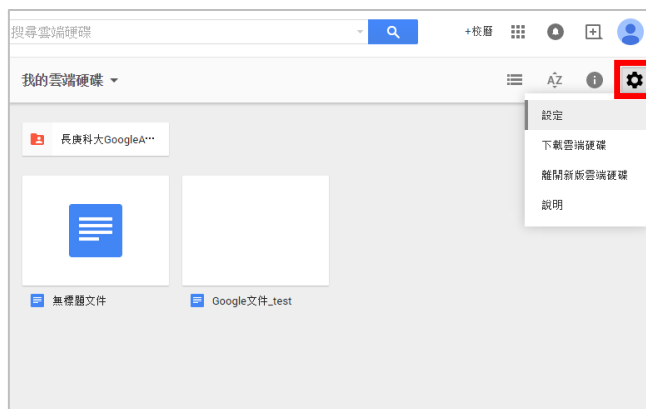 搜尋雲端硬碟
+校曆
我的雲端硬碟
AZ
設定
下載雲端硬碟
離開新版雲端硬碟
說明
長庚科大GoogleA…
無標題文件
Google文件_test